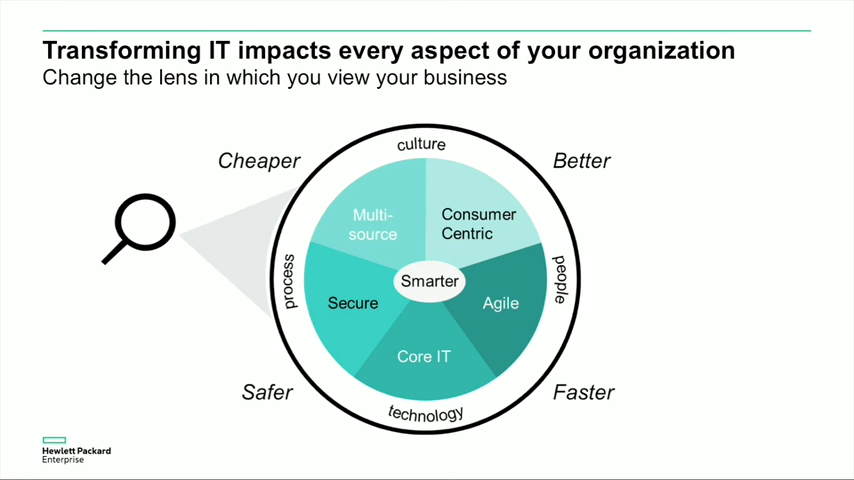 Transforming IT impacts every aspect of your organization
Change the lens in which you view your business
Cheaper
culture
Better
Multi-
source
Consumer
Centric
process
people
Smarter
Secure
Agile
Core IT
Safer
Faster
technology
Hewlett Packard
Enterprise